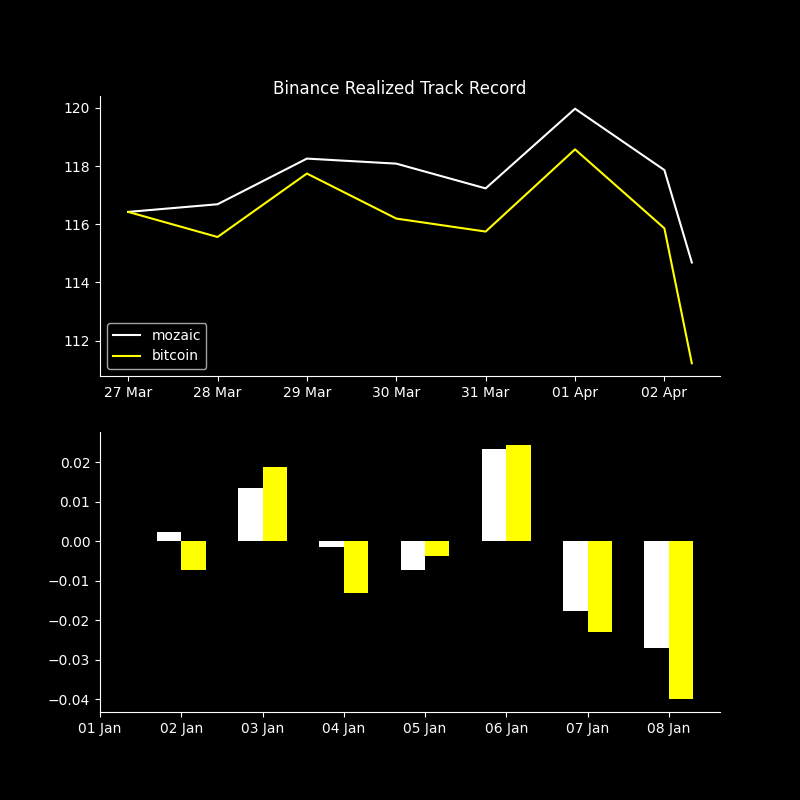 Binance Realized Track Record
120
118
116
114
112
mozaic
bitcoin
27 Mar 28 Mar 29 Mar 30 Mar 31 Mar 01 Apr 02 Apr
0.02
0.01
0.00
−0.01
−0.02
−0.03
−0.04
01 Jan 02 Jan 03 Jan 04 Jan 05 Jan 06 Jan 07 Jan 08 Jan